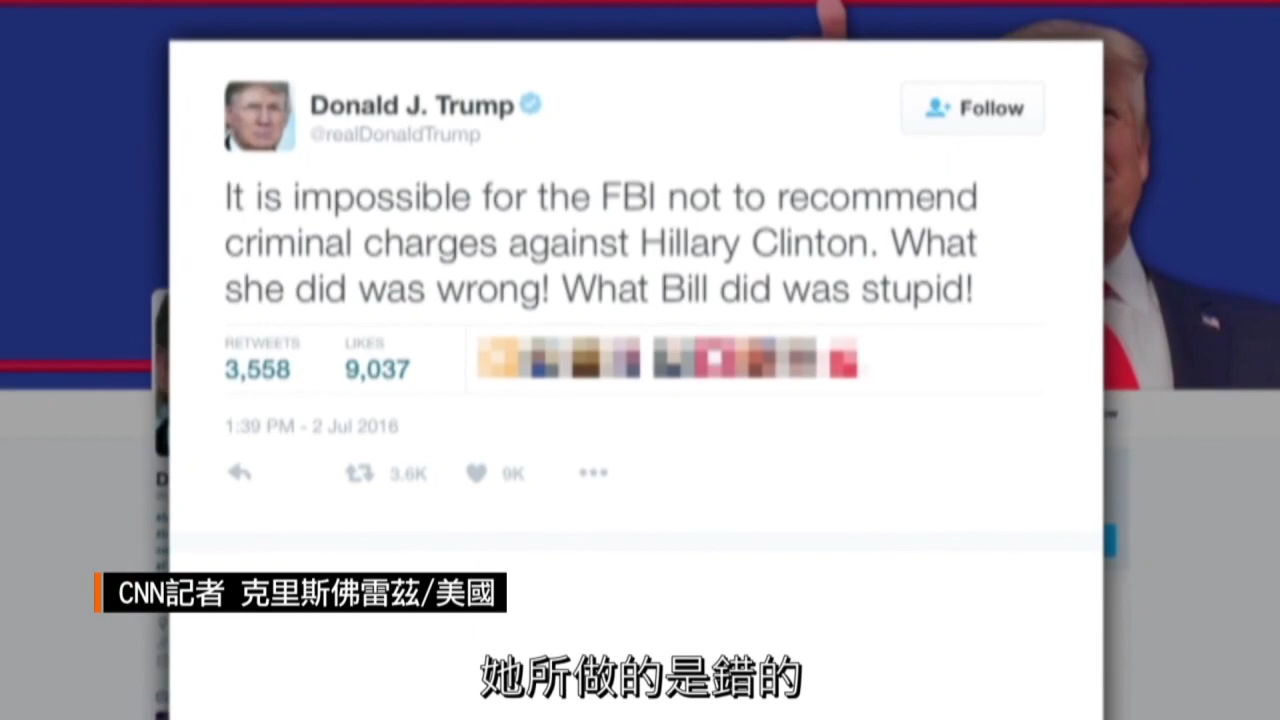 Donald J. Trump
@realDonaldTrump
Follow
It is impossible for the FBI not to recommend
criminal charges against Hillary Clinton. What
she did was wrong! What Bill did was stupid!
RETWEETS
LIKES
3,558
9,037
1:39 PM - 2 Jul 2016
3.6K
9K
CNN記者 克里斯佛雷茲/美國
她所做的是錯的